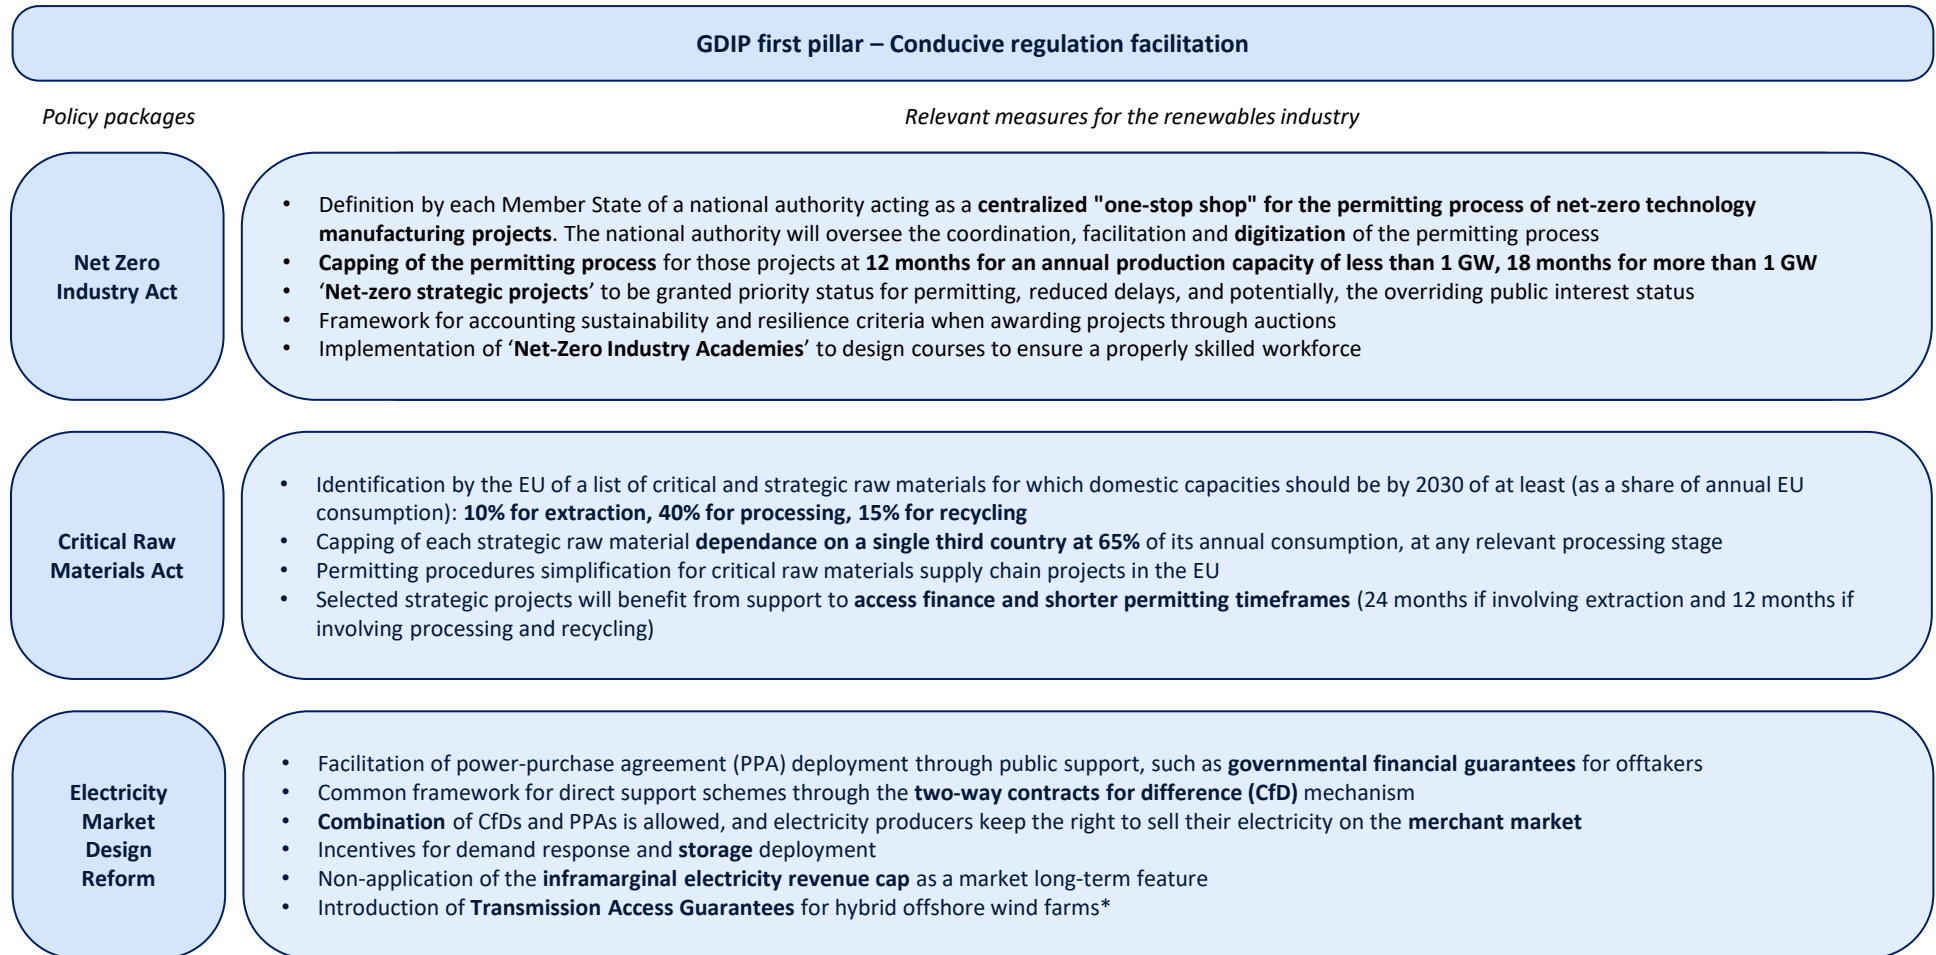 GDIP first pillar – Conducive regulation facilitation
Policy packages
Relevant measures for the renewables industry
Net Zero
Industry Act
• Definition by each Member State of a national authority acting as a centralized "one-stop shop" for the permitting process of net-zero technology
manufacturing projects. The national authority will oversee the coordination, facilitation and digitization of the permitting process
• Capping of the permitting process for those projects at 12 months for an annual production capacity of less than 1 GW, 18 months for more than 1 GW
• ‘Net-zero strategic projects’ to be granted priority status for permitting, reduced delays, and potentially, the overriding public interest status
• Framework for accounting sustainability and resilience criteria when awarding projects through auctions
• Implementation of ‘Net-Zero Industry Academies’ to design courses to ensure a properly skilled workforce
Critical Raw
Materials Act
• Identification by the EU of a list of critical and strategic raw materials for which domestic capacities should be by 2030 of at least (as a share of annual EU
consumption): 10% for extraction, 40% for processing, 15% for recycling
• Capping of each strategic raw material dependance on a single third country at 65% of its annual consumption, at any relevant processing stage
• Permitting procedures simplification for critical raw materials supply chain projects in the EU
• Selected strategic projects will benefit from support to access finance and shorter permitting timeframes (24 months if involving extraction and 12 months if
involving processing and recycling)
Electricity
Market
Design
Reform
• Facilitation of power-purchase agreement (PPA) deployment through public support, such as governmental financial guarantees for offtakers
• Common framework for direct support schemes through the two-way contracts for difference (CfD) mechanism
• Combination of CfDs and PPAs is allowed, and electricity producers keep the right to sell their electricity on the merchant market
• Incentives for demand response and storage deployment
• Non-application of the inframarginal electricity revenue cap as a market long-term feature
• Introduction of Transmission Access Guarantees for hybrid offshore wind farms*